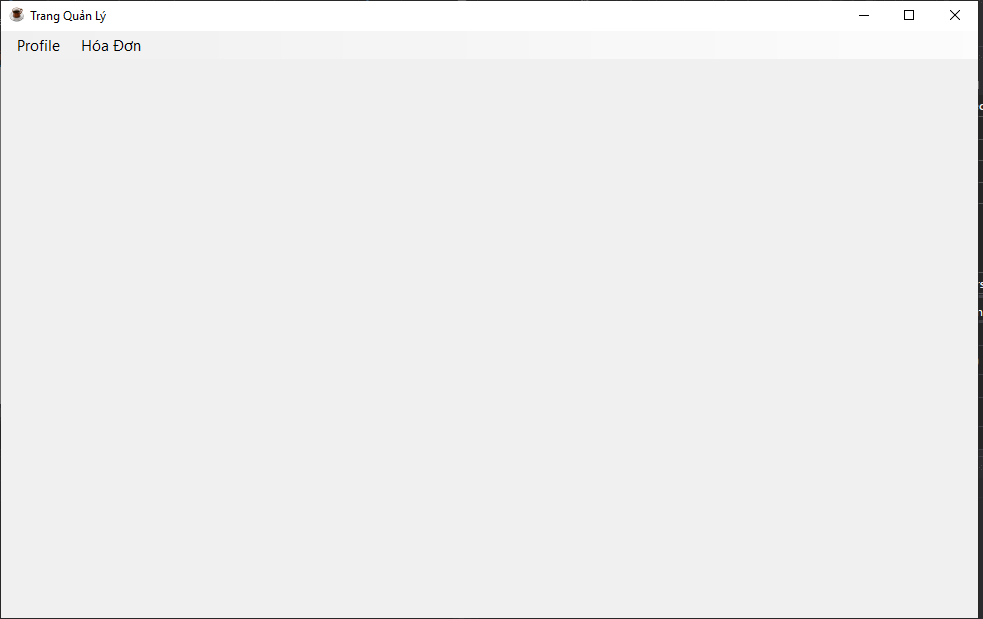 Trang Quản Lý
Profile Hóa Đơn